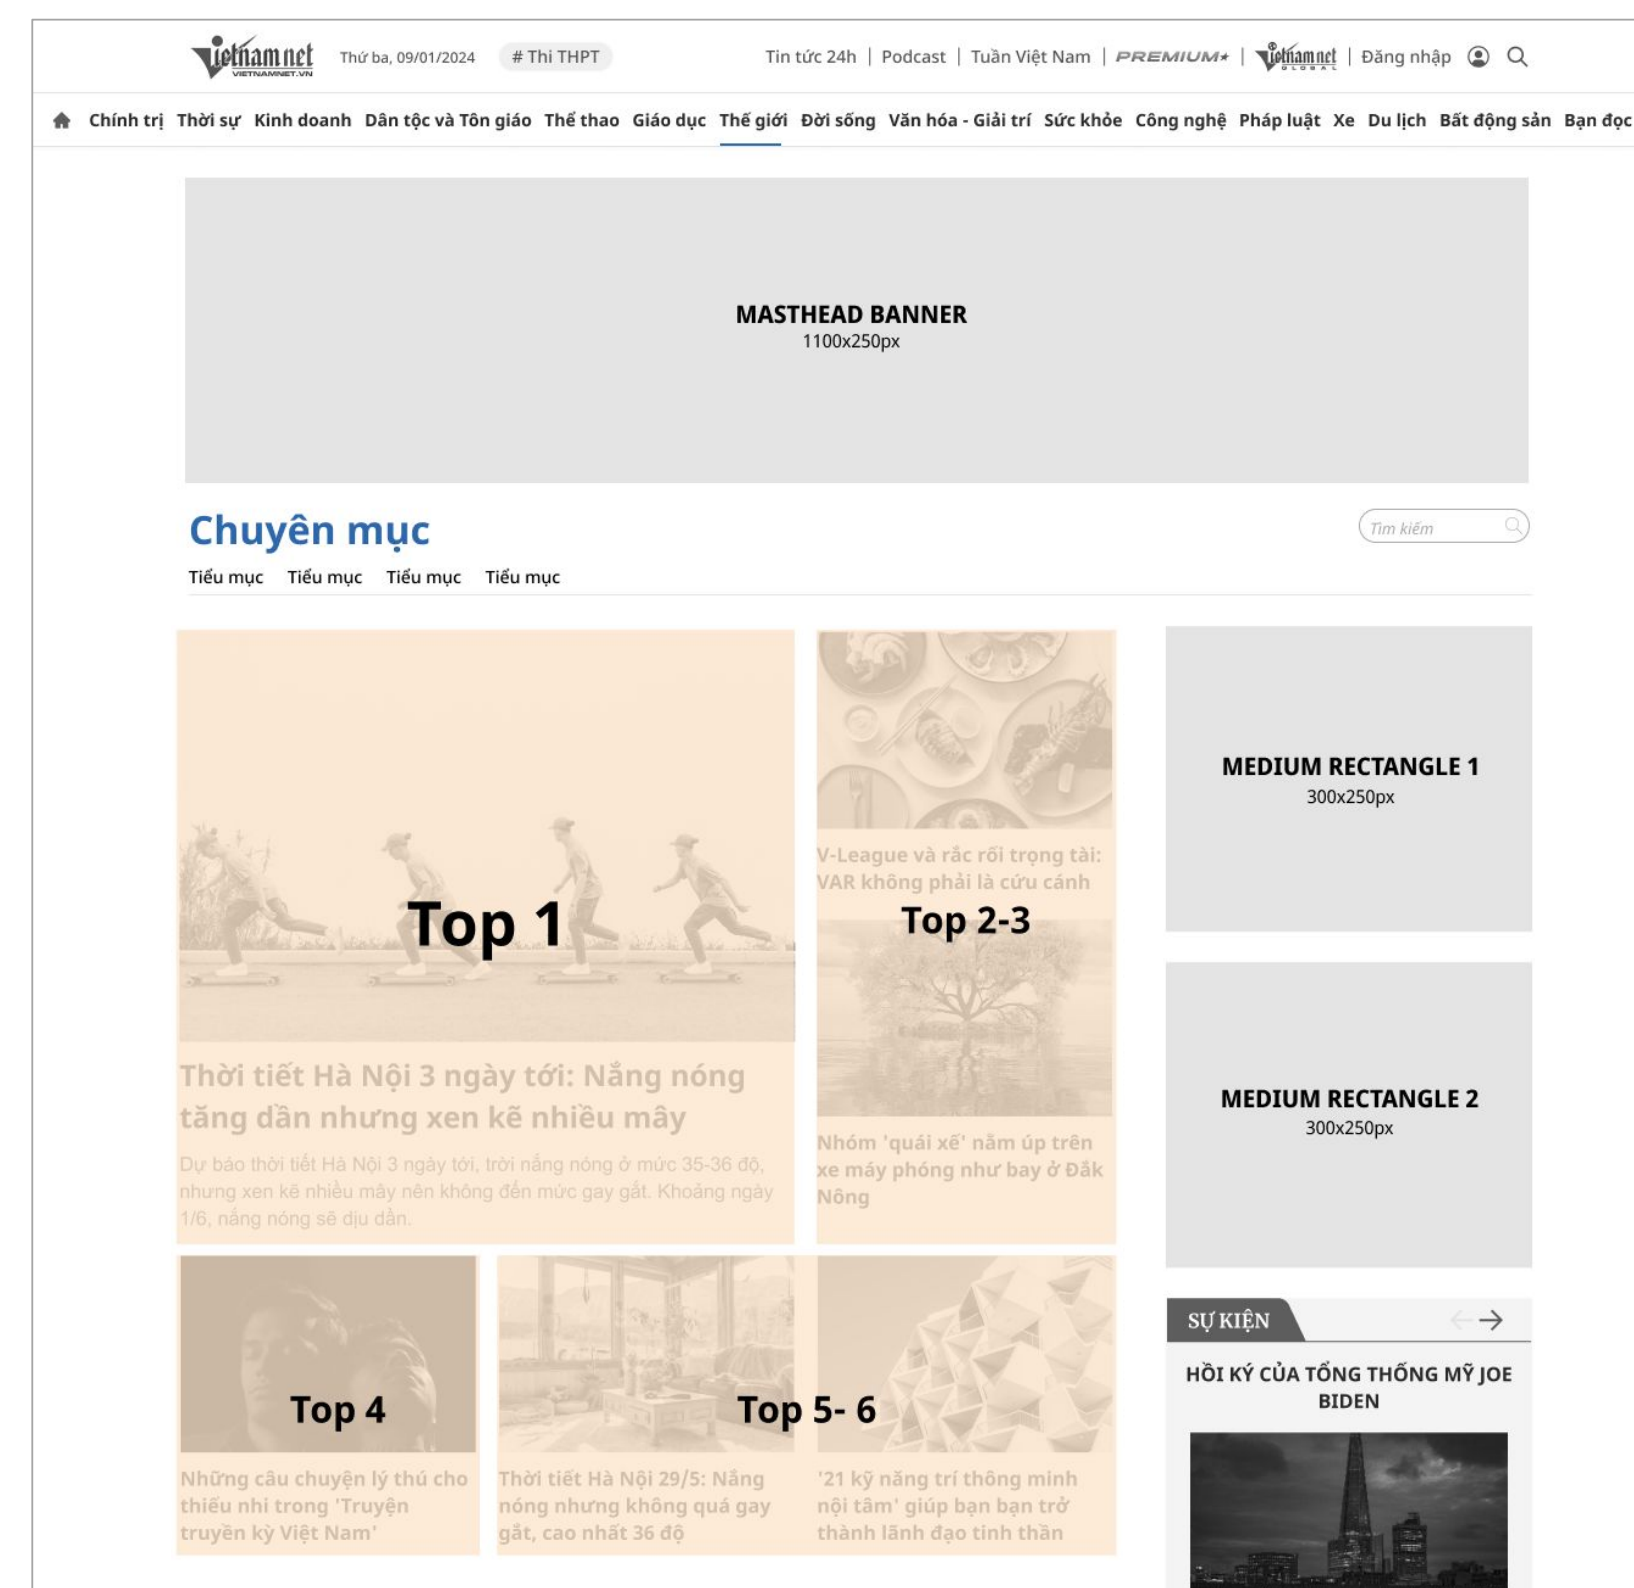 Vietnamnet
VIETNAMNET.VN
Thứ ba, 09/01/2024
# Thi THPT
Tin tức 24h | Podcast | Tuần Việt Nam | PREMIUM | Vietnamnet GLOBAL | Đăng nhập
Chính trị Thời sự Kinh doanh Dân tộc và Tôn giáo Thể thao Giáo dục Thế giới Đời sống Văn hóa - Giải trí Sức khỏe Công nghệ Pháp luật Xe Du lịch Bất động sản Bạn đọc
MASTHEAD BANNER
1100x250px
Chuyên mục
Tìm kiếm
Tiểu mục Tiểu mục Tiểu mục Tiểu mục
Top 1
Thời tiết Hà Nội 3 ngày tới: Nắng nóng
tăng dần nhưng xen kẽ nhiều mây
Dự báo thời tiết Hà Nội 3 ngày tới, trời nắng nóng ở mức 35-36 độ,
nhưng xen kẽ nhiều mây nên không đến mức gay gắt. Khoảng ngày
1/6, nắng nóng sẽ dịu dần.
V-League và rắc rối trọng tài:
VAR không phải là cứu cánh
Top 2-3
Nhóm 'quái xế' nằm úp trên
xe máy phóng như bay ở Đắk
Nông
MEDIUM RECTANGLE 1
300x250px
MEDIUM RECTANGLE 2
300x250px
Top 4
Những câu chuyện lý thú cho
thiếu nhi trong 'Truyện
truyền kỳ Việt Nam'
Top 5- 6
Thời tiết Hà Nội 29/5: Nắng
nóng nhưng không quá gay
gắt, cao nhất 36 độ
'21 kỹ năng trí thông minh
nội tâm' giúp bạn bạn trở
thành lãnh đạo tinh thần
SỰ KIỆN
HỒI KÝ CỦA TỔNG THỐNG MỸ JOE
BIDEN